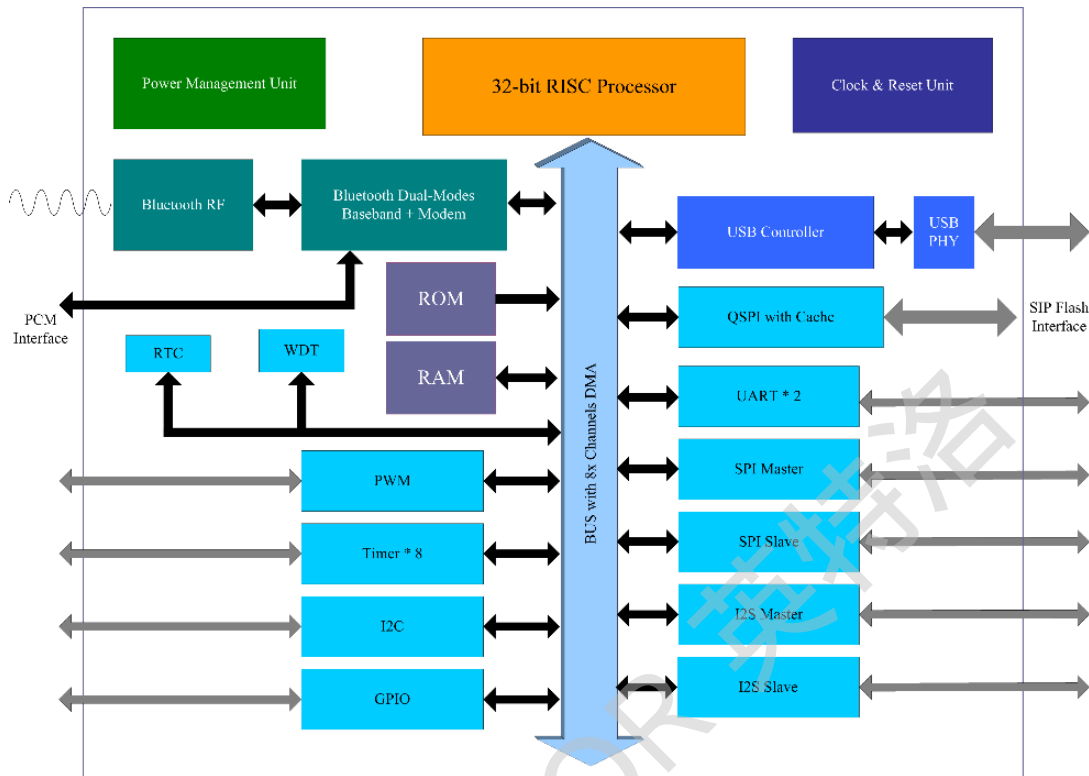 Power Management Unit
32-bit RISC Processor
Clock & Reset Unit
Bluetooth RF
Bluetooth Dual-Modes
Baseband + Modem
USB Controller
USB
PHY
PCM
Interface
ROM
QSPI with Cache
SIP Flash
Interface
RTC
WDT
RAM
UART * 2
BUS with 8x Channels DMA
PWM
SPI Master
Timer * 8
SPI Slave
I2C
I2S Master
GPIO
I2S Slave
OR 英特洛